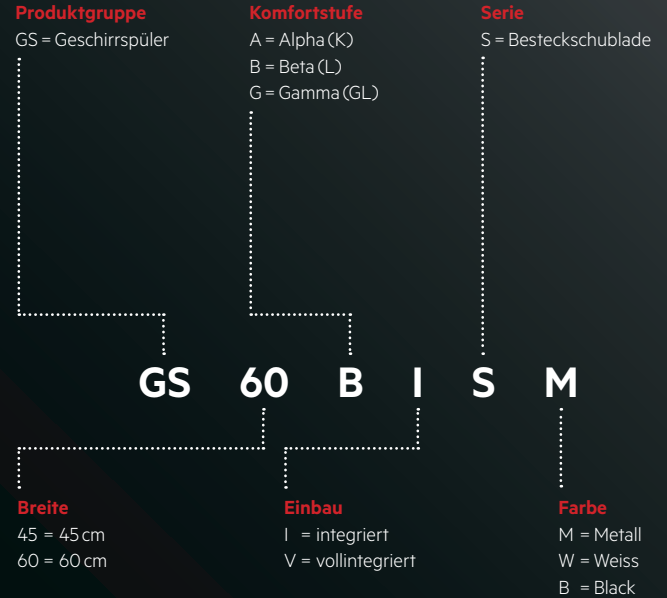 Produktgruppe
GS = Geschirrspüler
Komfortstufe
A = Alpha (K)
B = Beta (L)
G = Gamma (GL)
Serie
S = Besteckschublade
GS 60 B I S M
Breite
45 = 45 cm
60 = 60 cm
Einbau
I = integriert
V = vollintegriert
Farbe
M = Metall
W = Weiss
B = Black